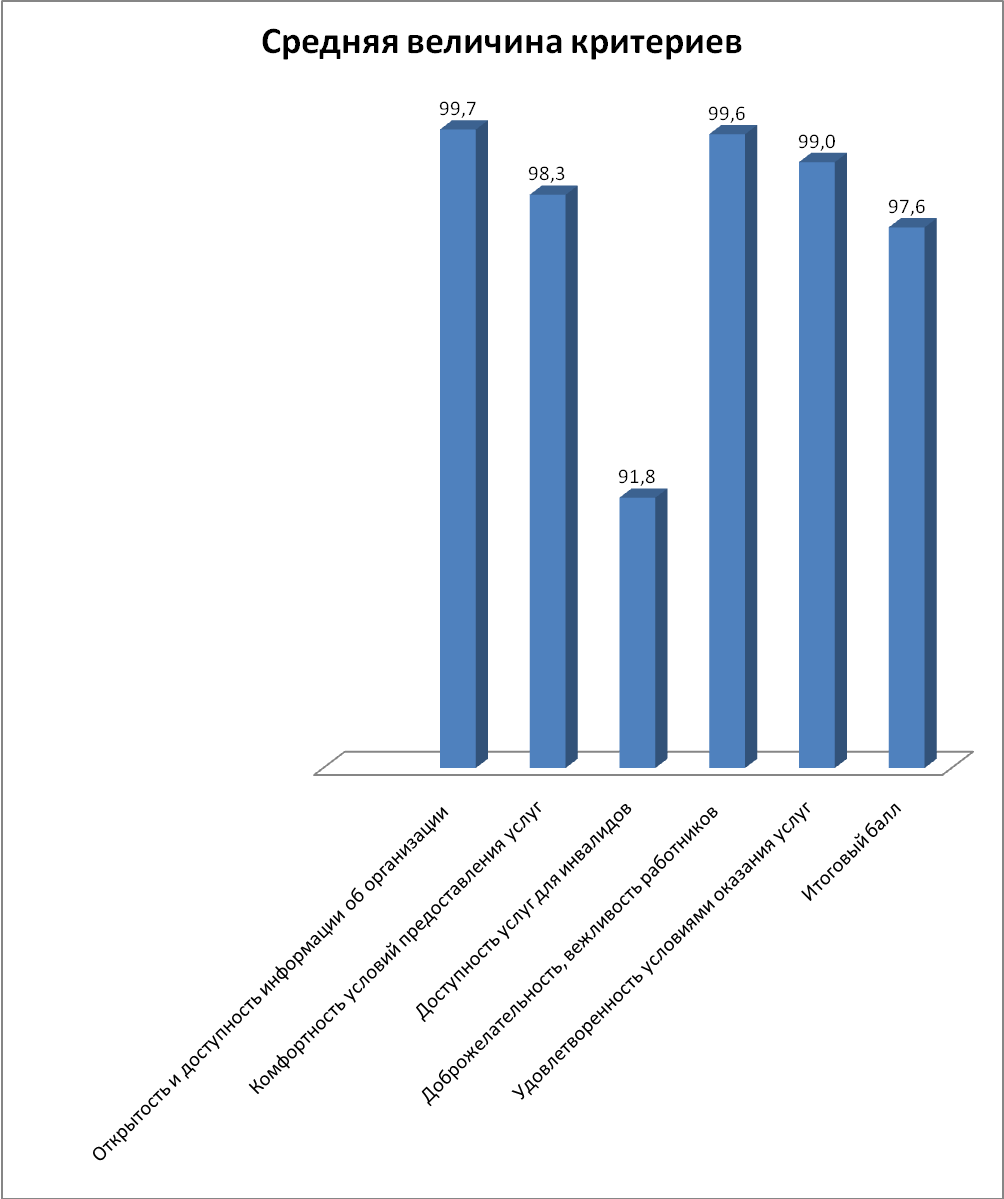 Средняя величина критериев
99,7
98,3
91,8
99,6
99,0
97,6
Открытость и доступность информации об организации
Комфортность условий предоставления услуг
Доступность услуг для инвалидов
Доброжелательность, вежливость работников
Удовлетворенность условиями оказания услуг
Итоговый балл